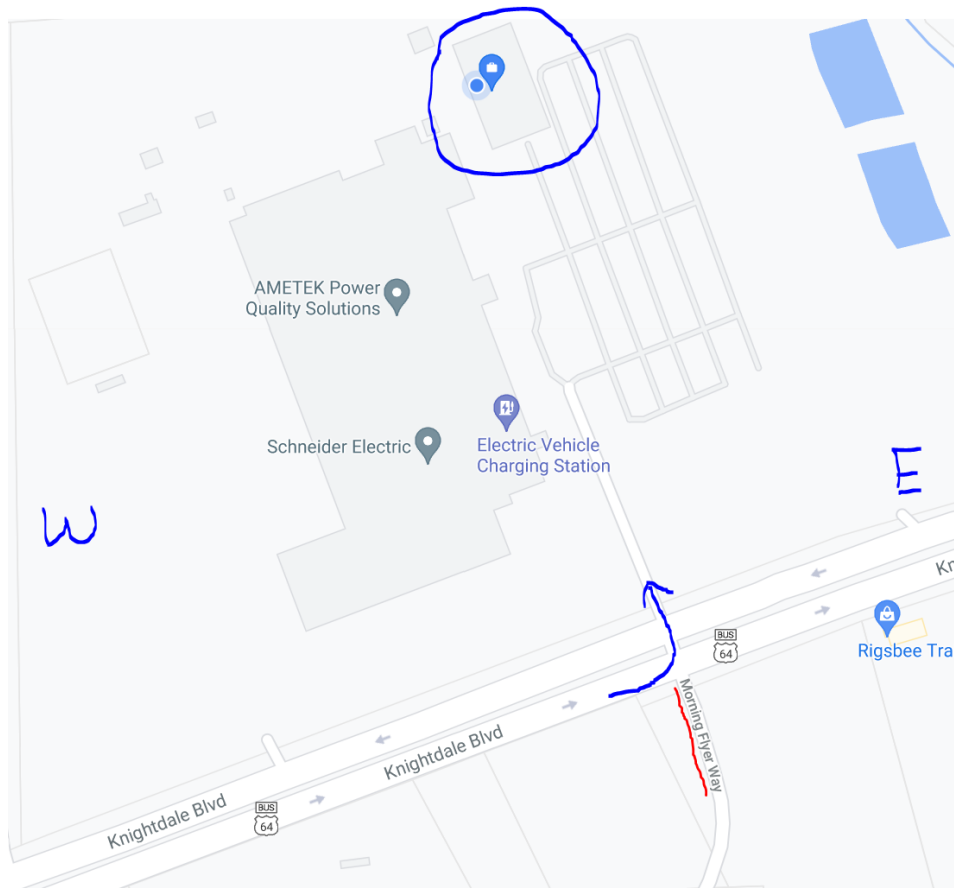 AMETEK Power
Quality Solutions
Schneider Electric
Electric Vehicle
Charging Station
W
E
Kn
BUS
64
Rigsbee Tra
Morning Flyer Way
Knightdale Blvd
Knightdale Blvd
BUS
64